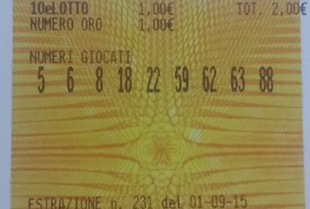 10eLOTTO 1,00€ TOT. 2,00€
NUMERO ORO 1,00€
NUMERI GIOCATI
5 6 8 18 22 59 62 63 88
ESTRAZIONE n. 231 del 01-09-15